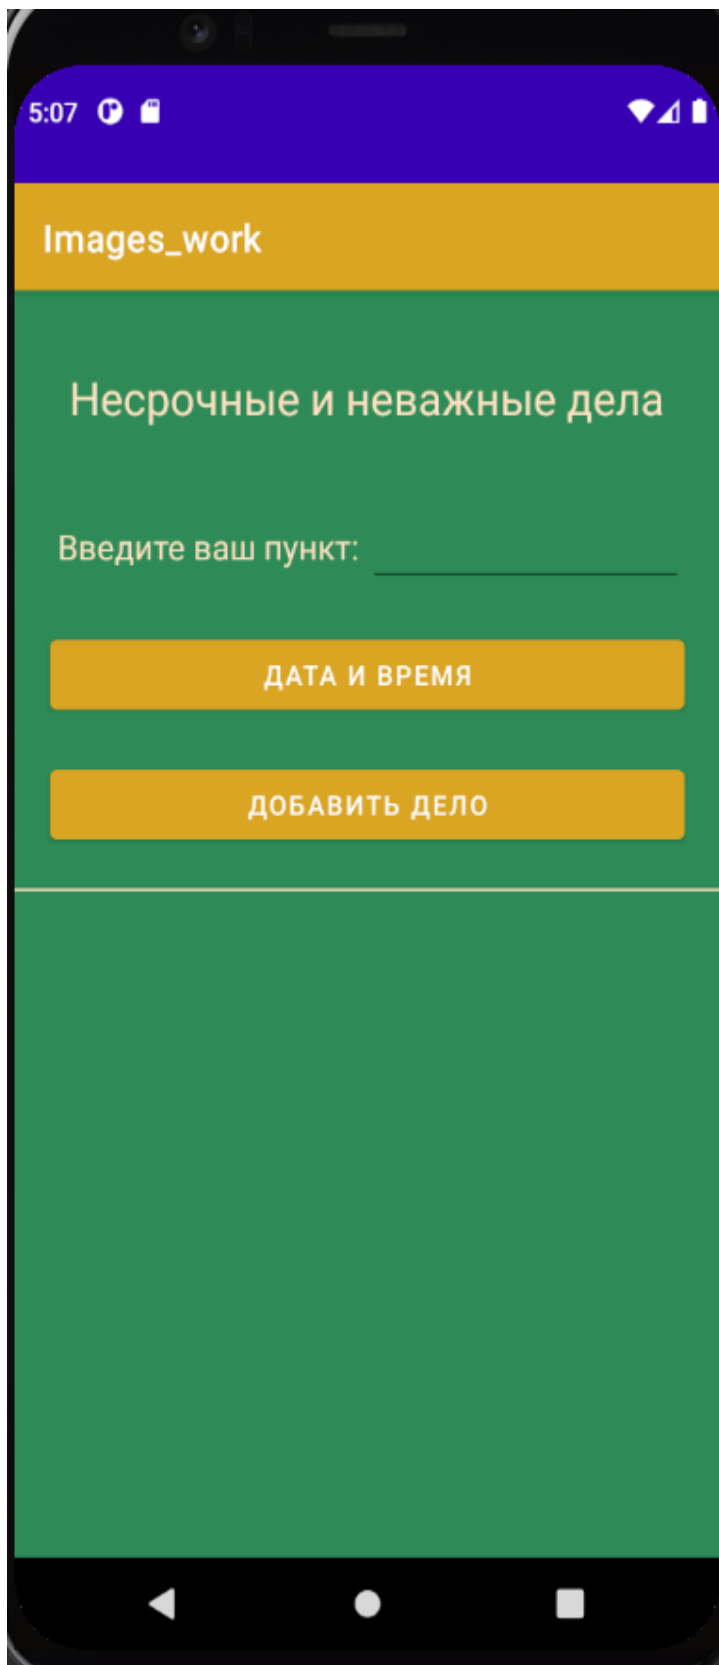 5:07
Images_work
Несрочные и неважные дела
Введите ваш пункт:
ДАТА И ВРЕМЯ
ДОБАВИТЬ ДЕЛО